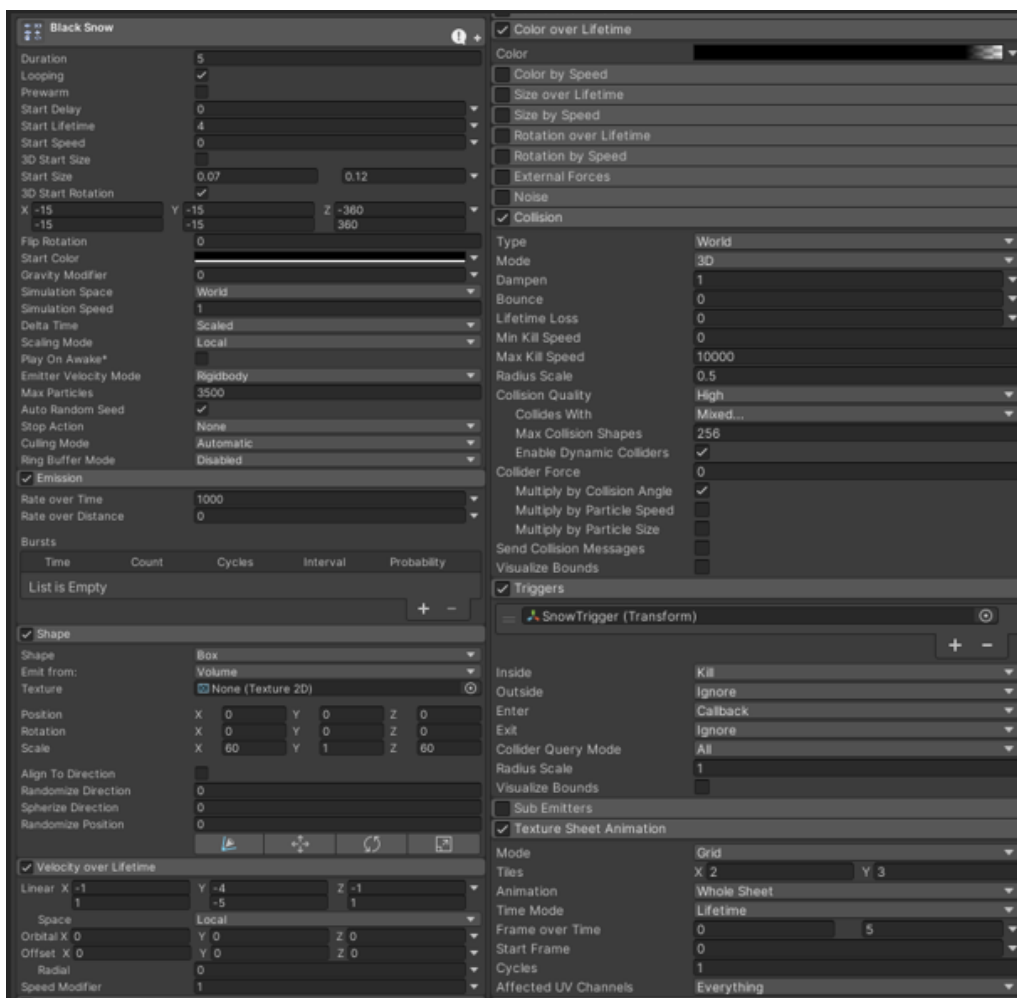 Black Snow
Duration 5
Looping
Prewarm
Start Delay 0
Start Lifetime 4
Start Speed 0
3D Start Size
Start Size 0.07 0.12
3D Start Rotation
X -15 Y -15 Z -360
-15 -15 360
Flip Rotation 0
Start Color
Gravity Modifier 0
Simulation Space World
Simulation Speed 1
Delta Time Scaled
Scaling Mode Local
Play On Awake*
Emitter Velocity Mode Rigidbody
Max Particles 3500
Auto Random Seed
Stop Action None
Culling Mode Automatic
Ring Buffer Mode Disabled
Emission
Rate over Time 1000
Rate over Distance 0
Bursts
Time Count Cycles Interval Probability
List is Empty
+ −
Shape
Shape Box
Emit from: Volume
Texture None (Texture 2D)
Position X 0 Y 0 Z 0
Rotation X 0 Y 0 Z 0
Scale X 60 Y 1 Z 60
Align To Direction
Randomize Direction 0
Spherize Direction 0
Randomize Position 0
Velocity over Lifetime
Linear X -1 Y -4 Z -1
1 -5 1
Space Local
Orbital X 0 Y 0 Z 0
Offset X 0 Y 0 Z 0
Radial 0
Speed Modifier 1
Color over Lifetime
Color
Color by Speed
Size over Lifetime
Size by Speed
Rotation over Lifetime
Rotation by Speed
External Forces
Noise
Collision
Type World
Mode 3D
Dampen 1
Bounce 0
Lifetime Loss 0
Min Kill Speed 0
Max Kill Speed 10000
Radius Scale 0.5
Collision Quality High
Collides With Mixed...
Max Collision Shapes 256
Enable Dynamic Colliders
Collider Force 0
Multiply by Collision Angle
Multiply by Particle Speed
Multiply by Particle Size
Send Collision Messages
Visualize Bounds
Triggers
SnowTrigger (Transform)
+ −
Inside Kill
Outside Ignore
Enter Callback
Exit Ignore
Collider Query Mode All
Radius Scale 1
Visualize Bounds
Sub Emitters
Texture Sheet Animation
Mode Grid
Tiles X 2 Y 3
Animation Whole Sheet
Time Mode Lifetime
Frame over Time 0 5
Start Frame 0
Cycles 1
Affected UV Channels Everything